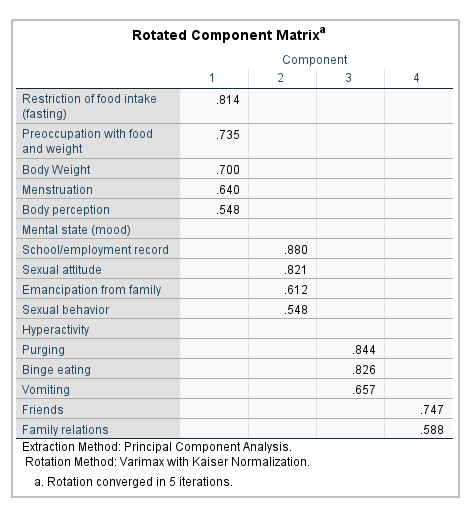 Rotated Component Matrixa
Component
1 2 3 4
Restriction of food intake (fasting) .814
Preoccupation with food and weight .735
Body Weight .700
Menstruation .640
Body perception .548
Mental state (mood)
School/employment record .880
Sexual attitude .821
Emancipation from family .612
Sexual behavior .548
Hyperactivity
Purging .844
Binge eating .826
Vomiting .657
Friends .747
Family relations .588
Extraction Method: Principal Component Analysis.
Rotation Method: Varimax with Kaiser Normalization.
a. Rotation converged in 5 iterations.